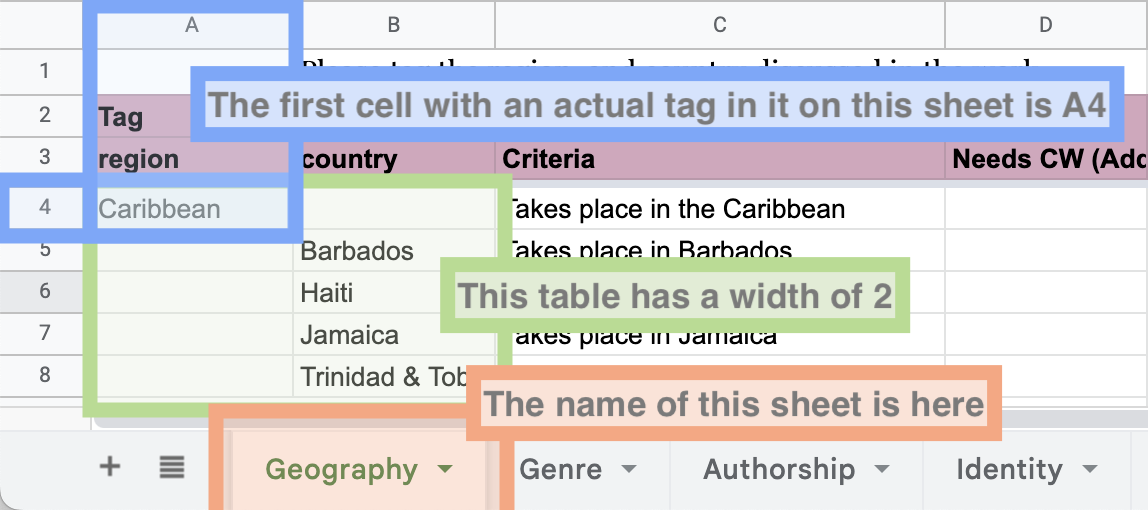 A B C D
1
The first cell with an actual tag in it on this sheet is A4
2 Tag
3 region country Criteria Needs CW (Add
4 Caribbean Takes place in the Caribbean
5 Barbados Takes place in Barbados
6 Haiti
This table has a width of 2
7 Jamaica Takes place in Jamaica
8 Trinidad & Tob
The name of this sheet is here
+ Geography Genre Authorship Identity